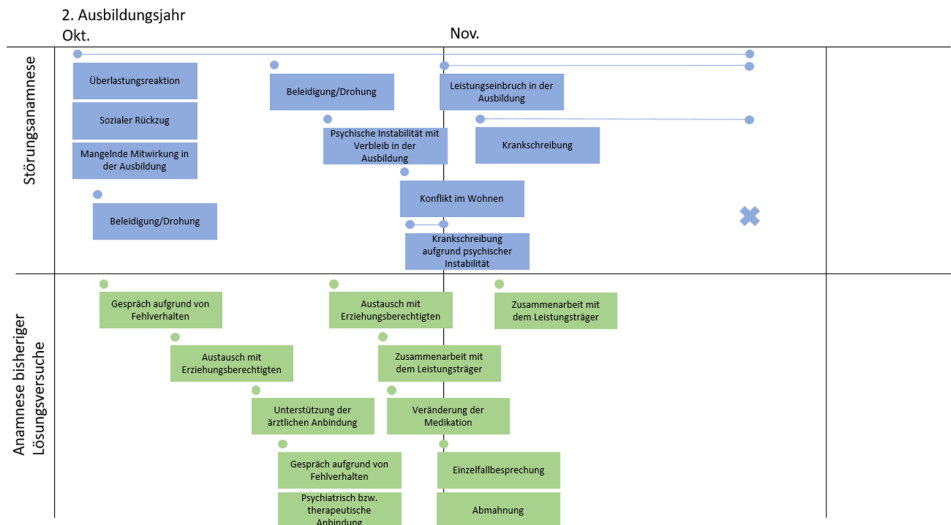 2. Ausbildungsjahr
Okt.
Nov.
Störungsanamnese
Überlastungsreaktion
Sozialer Rückzug
Mangelnde Mitwirkung in
der Ausbildung
Beleidigung/Drohung
Beleidigung/Drohung
Psychische Instabilität mit
Verbleib in der
Ausbildung
Konflikt im Wohnen
Krankschreibung
aufgrund psychischer
Instabilität
Leistungseinbruch in der
Ausbildung
Krankschreibung
Anamnese bisheriger
Lösungsversuche
Gespräch aufgrund von
Fehlverhalten
Austausch mit
Erziehungsberechtigten
Unterstützung der
ärztlichen Anbindung
Gespräch aufgrund von
Fehlverhalten
Psychiatrisch bzw.
therapeutische
Anbindung
Austausch mit
Erziehungsberechtigten
Zusammenarbeit mit
dem Leistungsträger
Veränderung der
Medikation
Einzelfallbesprechung
Abmahnung
Zusammenarbeit mit
dem Leistungsträger